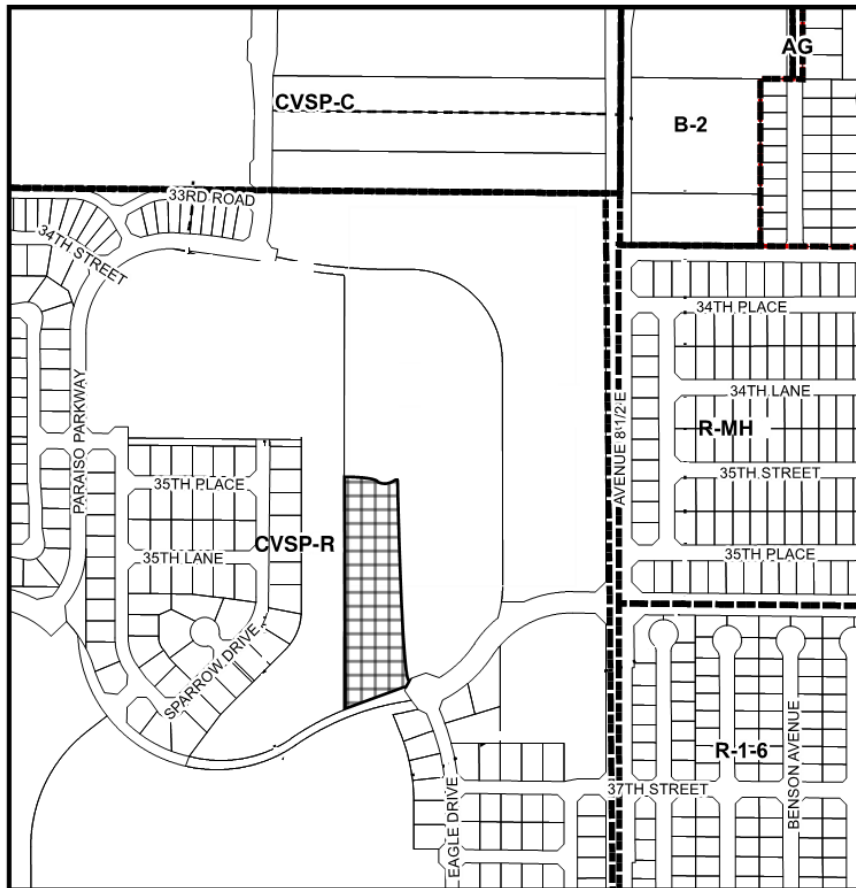 AG
CVSP-C
B-2
33RD ROAD
34TH STREET
34TH PLACE
34TH LANE
PARAISO PARKWAY
AVENUE 8 1/2 E
R-MH
35TH STREET
35TH PLACE
CVSP-R
35TH LANE
35TH PLACE
SPARROW DRIVE
R-1-6
37TH STREET
BENSON AVENUE
EAGLE DRIVE